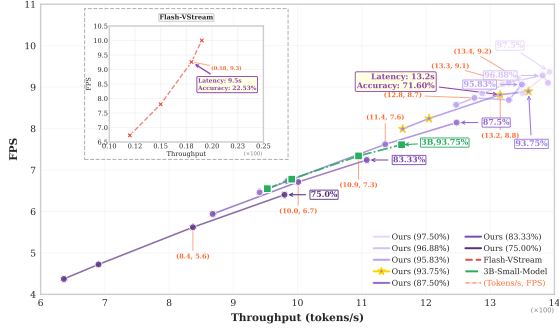 11
10
9
8
7
6
5
4
FPS
Flash-VStream
10.5
10.0
9.5
9.0
8.5
8.0
7.5
7.0
6.5
FPS
(0.18, 9.3)
Latency: 9.5s
Accuracy: 22.53%
0.10
0.15
0.20
0.25
Throughput
(×100)
(13.4, 9.2)
97.5%
(13.3, 9.1)
96.88%
Latency: 13.2s
Accuracy: 71.60%
95.83%
(12.8, 8.7)
(11.4, 7.6)
87.5%
(13.2, 8.8)
3B,93.75%
93.75%
83.33%
(10.9, 7.3)
75.0%
(10.0, 6.7)
(8.4, 5.6)
Ours (97.50%)
Ours (96.88%)
Ours (95.83%)
Ours (93.75%)
Ours (87.50%)
Ours (83.33%)
Ours (75.00%)
Flash-VStream
3B-Small-Model
(Tokens/s, FPS)
6
7
8
9
10
11
12
13
14
Throughput (tokens/s)
(×100)